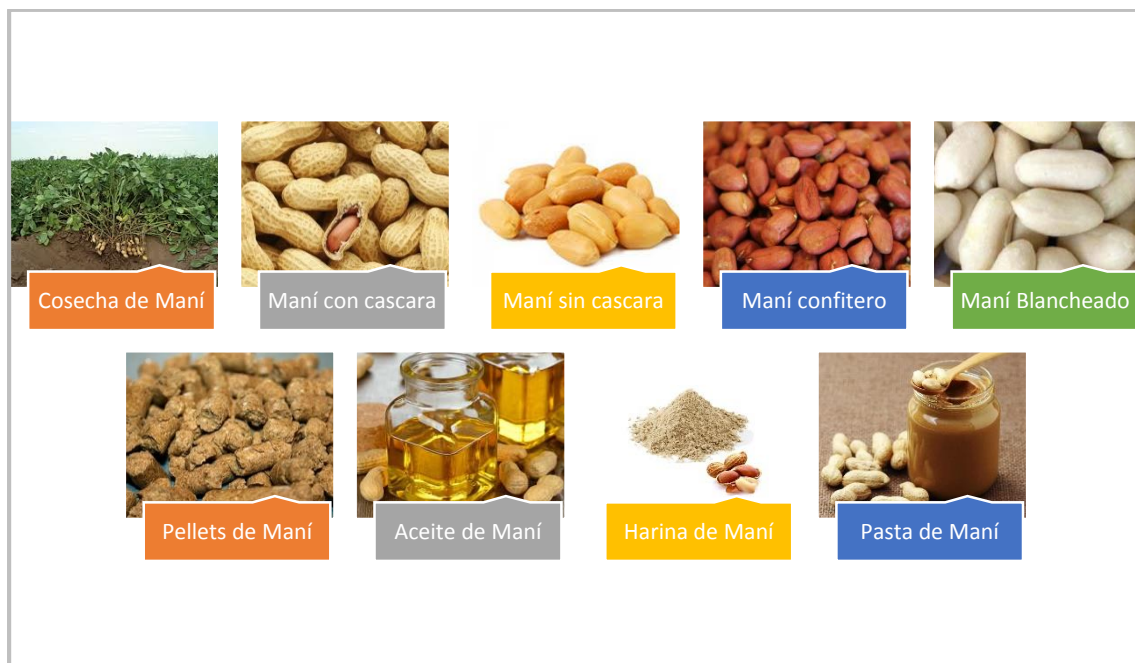 Cosecha de Maní
Maní con cascara
Maní sin cascara
Maní confitero
Maní Blancheado
Pellets de Maní
Aceite de Maní
Harina de Maní
Pasta de Maní